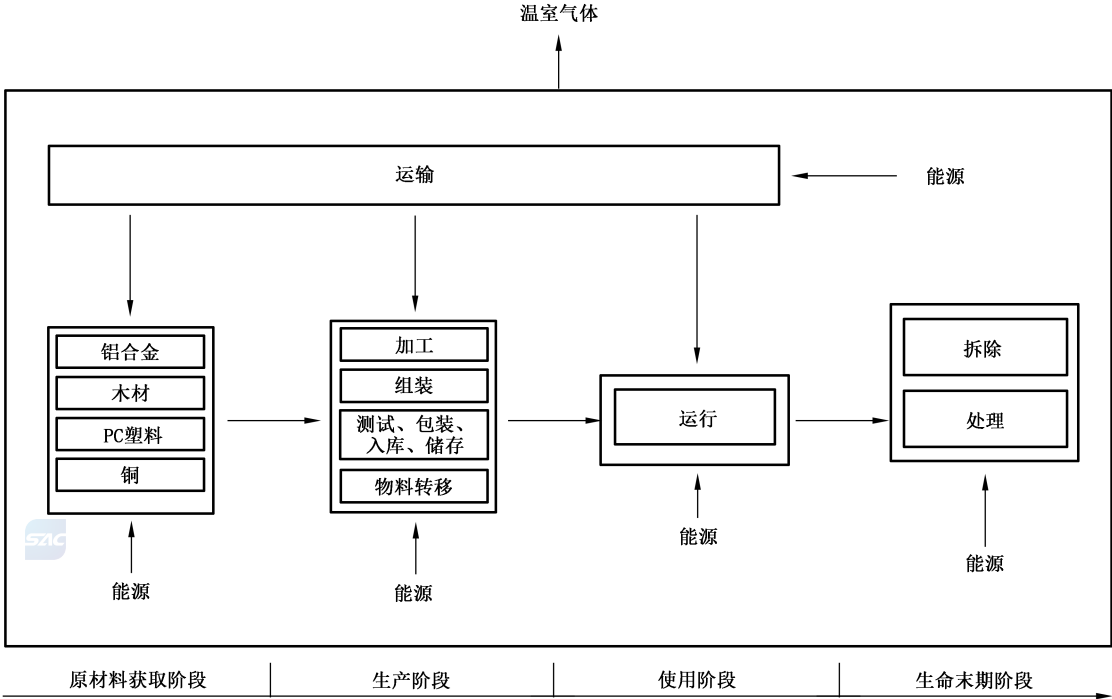 温室气体
运输
能源
铝合金
木材
PC塑料
铜
能源
加工
组装
测试、包装、
入库、储存
物料转移
能源
运行
能源
拆除
处理
能源
SAC
原材料获取阶段
生产阶段
使用阶段
生命末期阶段